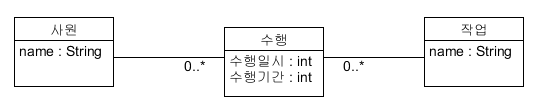 사원
name : String
0..*
수행
수행일시 : int
수행기간 : int
0..*
작업
name : String